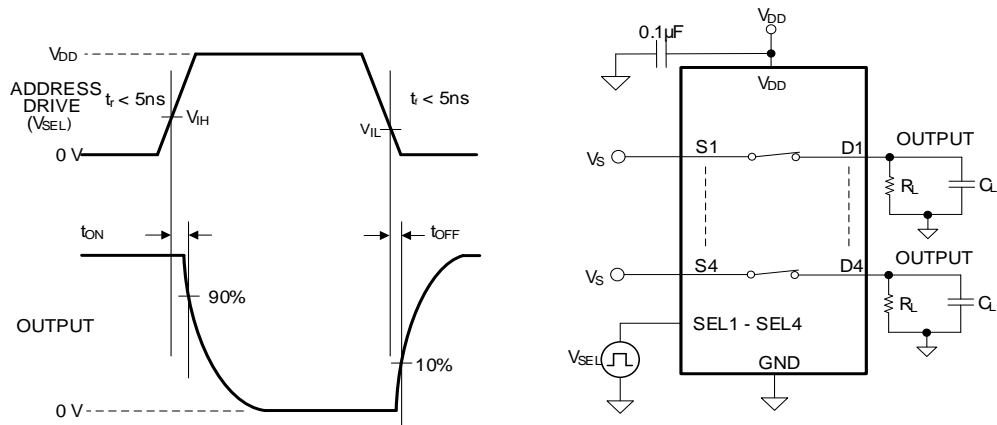 VDD
ADDRESS
DRIVE
(VSEL)
tr < 5ns
VIH
tf < 5ns
VIL
0 V
tON
tOFF
90%
OUTPUT
10%
0 V
0.1µF
VDD
VDD
OUTPUT
VS
S1
D1
RL
CL
OUTPUT
VS
S4
D4
RL
CL
SEL1 - SEL4
VSEL
GND